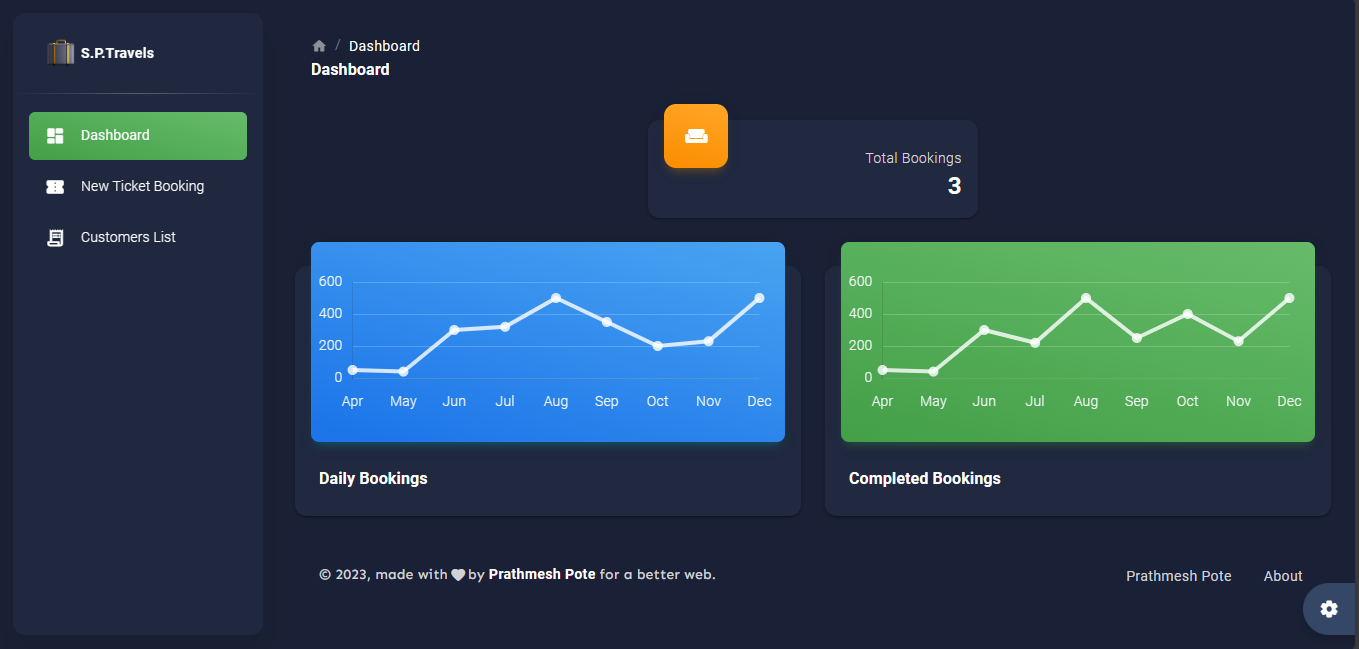 S.P.Travels
Dashboard
New Ticket Booking
Customers List
/ Dashboard
Dashboard
Total Bookings
3
600
400
200
0
Apr May Jun Jul Aug Sep Oct Nov Dec
Daily Bookings
600
400
200
0
Apr May Jun Jul Aug Sep Oct Nov Dec
Completed Bookings
© 2023, made with by Prathmesh Pote for a better web.
Prathmesh Pote About